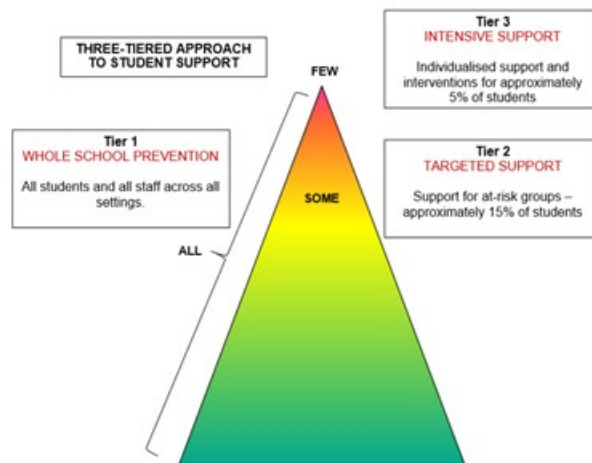 THREE-TIERED APPROACH
TO STUDENT SUPPORT
Tier 3
INTENSIVE SUPPORT
Individualised support and
interventions for approximately
5% of students
FEW
Tier 1
WHOLE SCHOOL PREVENTION
All students and all staff across all
settings.
Tier 2
TARGETED SUPPORT
Support for at-risk groups –
approximately 15% of students
SOME
ALL